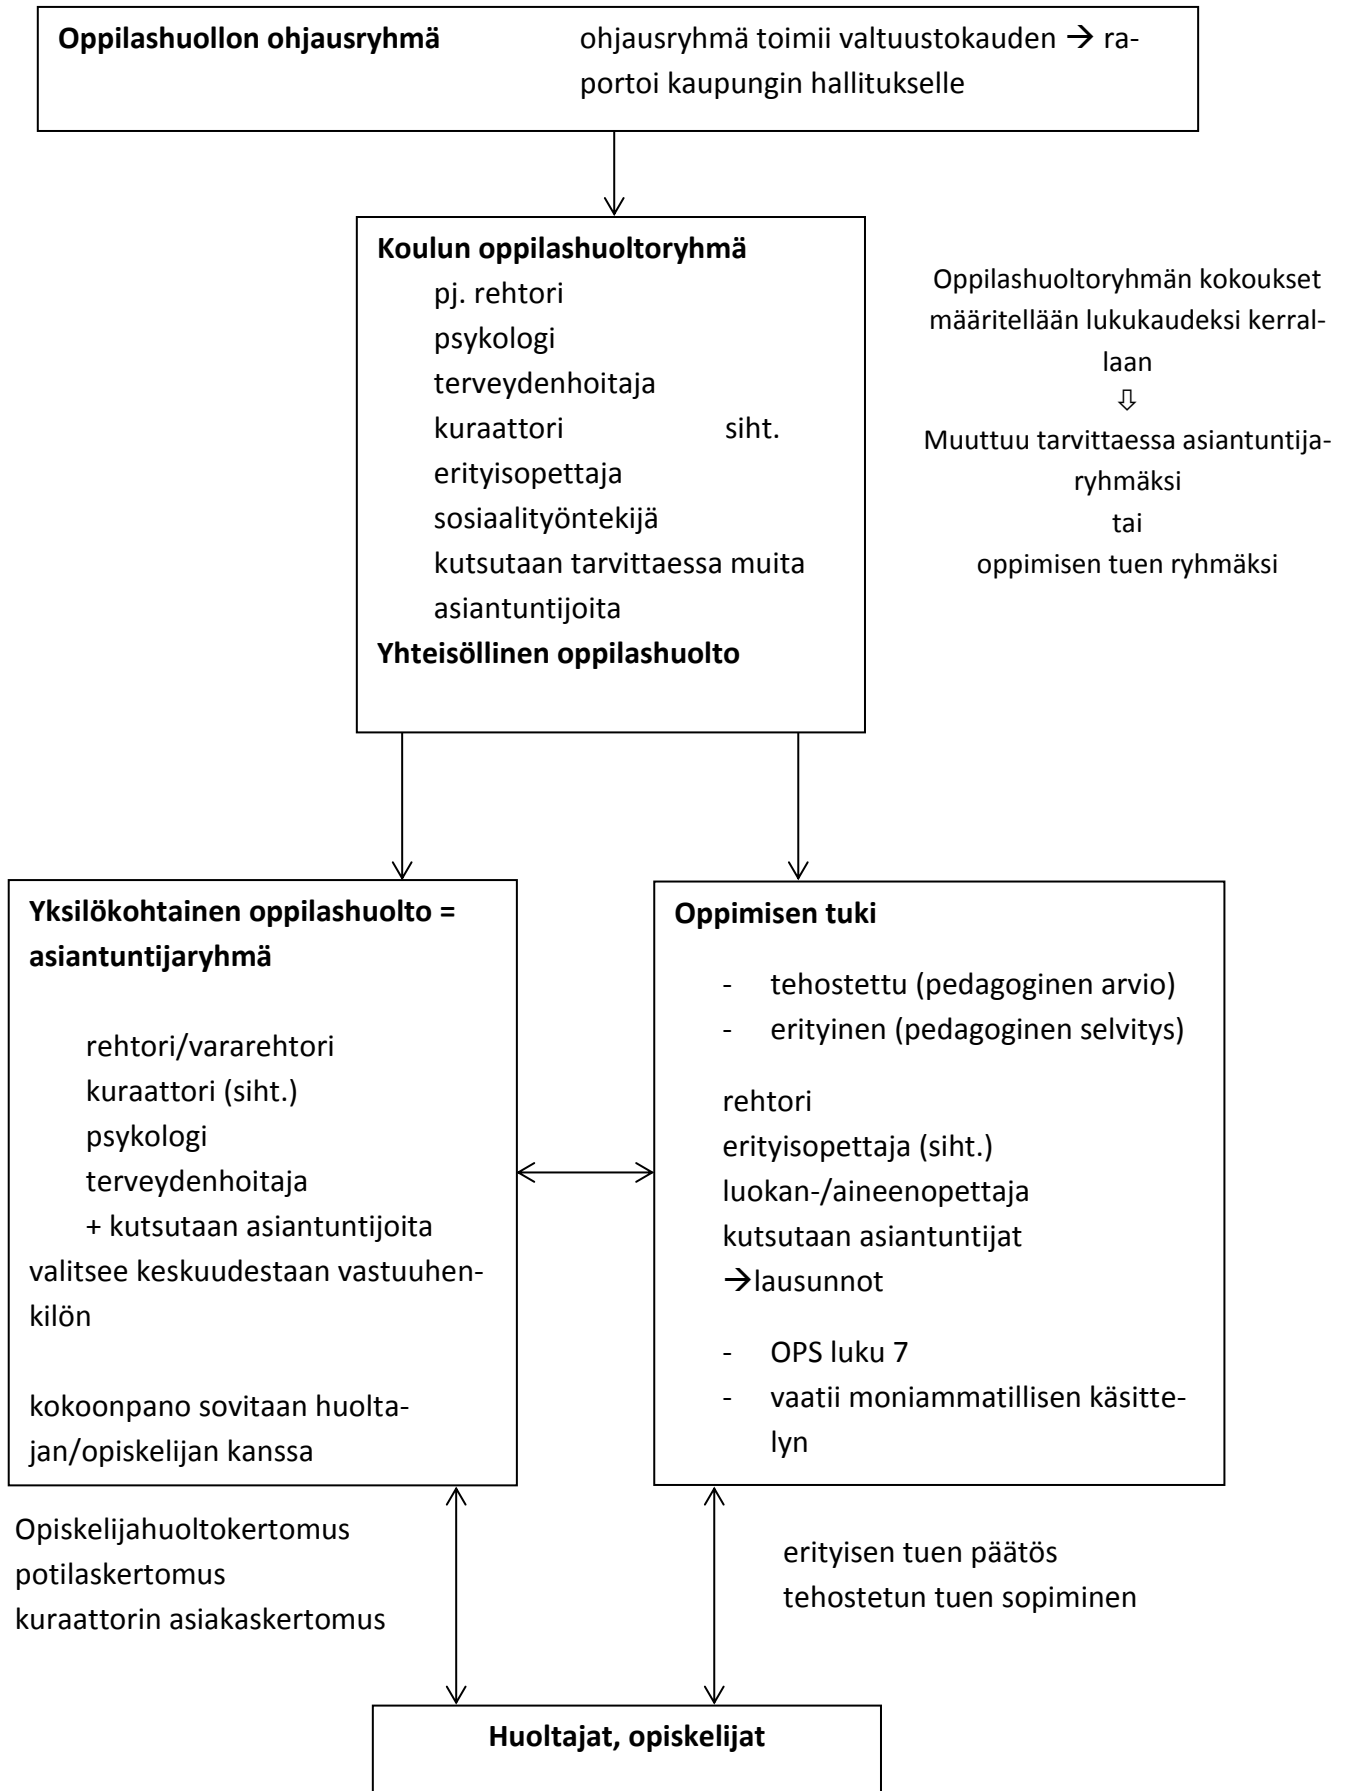 Oppilashuollon ohjausryhmä ohjausryhmä toimii valtuustokauden → ra-
portoi kaupungin hallitukselle
Koulun oppilashuoltoryhmä
pj. rehtori
psykologi
terveydenhoitaja
kuraattori siht.
erityisopettaja
sosiaalityöntekijä
kutsutaan tarvittaessa muita
asiantuntijoita
Yhteisöllinen oppilashuolto
Oppilashuoltoryhmän kokoukset
määritellään lukukaudeksi kerral-
laan
⇩
Muuttuu tarvittaessa asiantuntija-
ryhmäksi
tai
oppimisen tuen ryhmäksi
Yksilökohtainen oppilashuolto =
asiantuntijaryhmä
rehtori/vararehtori
kuraattori (siht.)
psykologi
terveydenhoitaja
+ kutsutaan asiantuntijoita
valitsee keskuudestaan vastuuhen-
kilön
kokoonpano sovitaan huolta-
jan/opiskelijan kanssa
Oppimisen tuki
- tehostettu (pedagoginen arvio)
- erityinen (pedagoginen selvitys)
rehtori
erityisopettaja (siht.)
luokan-/aineenopettaja
kutsutaan asiantuntijat
→lausunnot
- OPS luku 7
- vaatii moniammatillisen käsitte-
lyn
Opiskelijahuoltokertomus
potilaskertomus
kuraattorin asiakaskertomus
erityisen tuen päätös
tehostetun tuen sopiminen
Huoltajat, opiskelijat